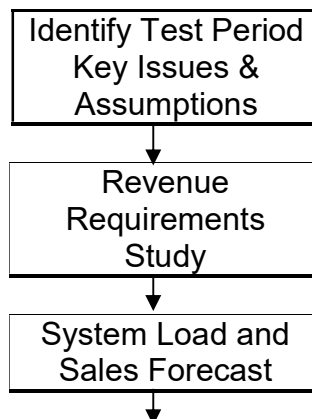 Identify Test Period
Key Issues &
Assumptions
Revenue
Requirements
Study
System Load and
Sales Forecast